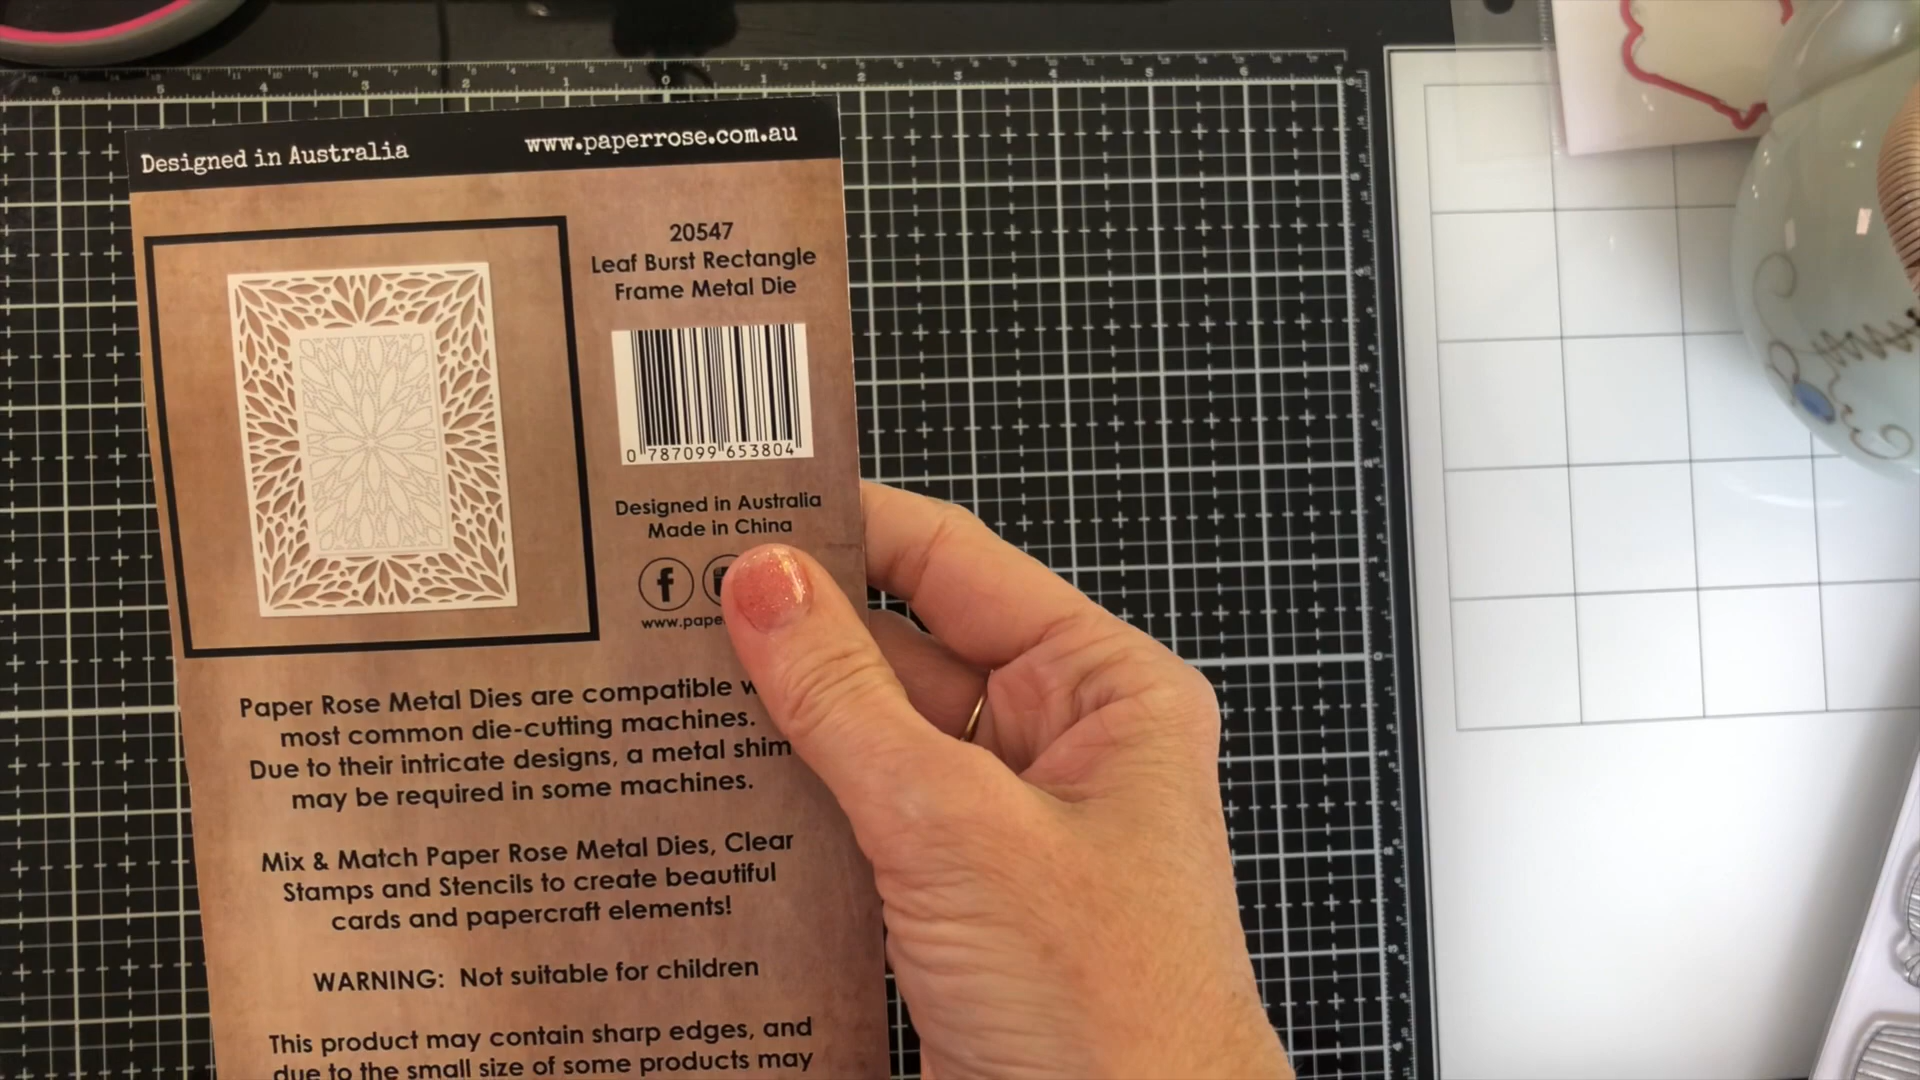 Designed in Australia
www.paperrose.com.au
20547
Leaf Burst Rectangle
Frame Metal Die
0 787099 653804
Designed in Australia
Made in China
f
www.pape
Paper Rose Metal Dies are compatible w
most common die-cutting machines.
Due to their intricate designs, a metal shim
may be required in some machines.
Mix & Match Paper Rose Metal Dies, Clear
Stamps and Stencils to create beautiful
cards and papercraft elements!
WARNING: Not suitable for children
This product may contain sharp edges, and
due to the small size of some products may